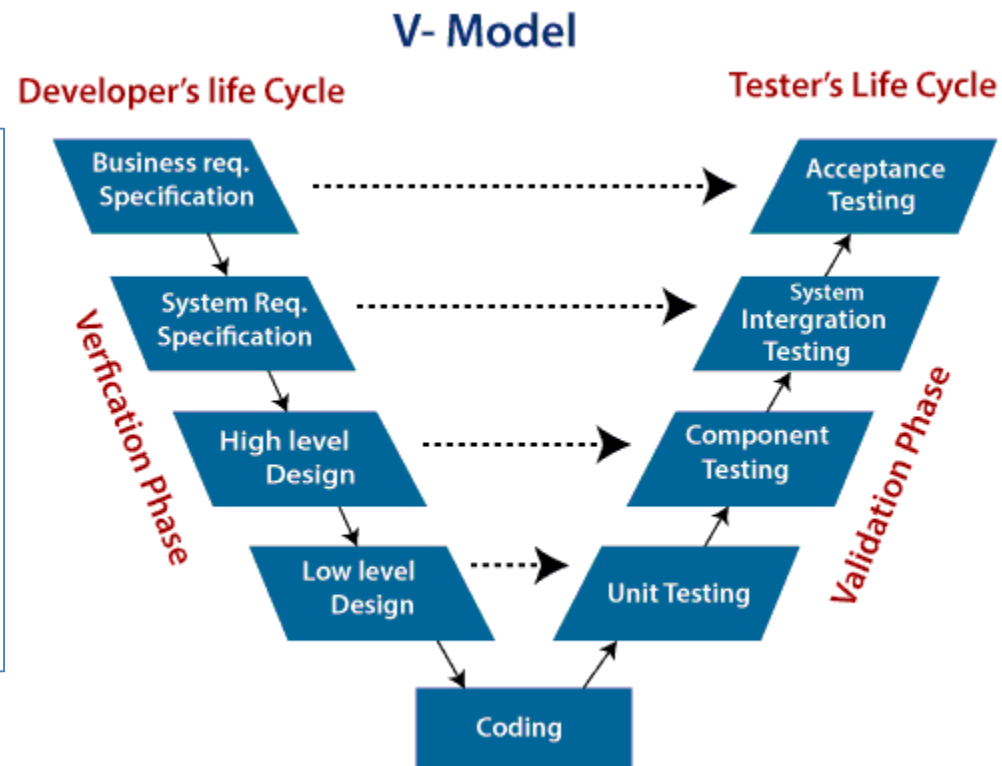 V- Model
Developer's life Cycle
Tester's Life Cycle
Business req.
Specification
Acceptance
Testing
System Req.
Specification
System
Intergration
Testing
Verfication Phase
High level
Design
Component
Testing
Validation Phase
Low level
Design
Unit Testing
Coding